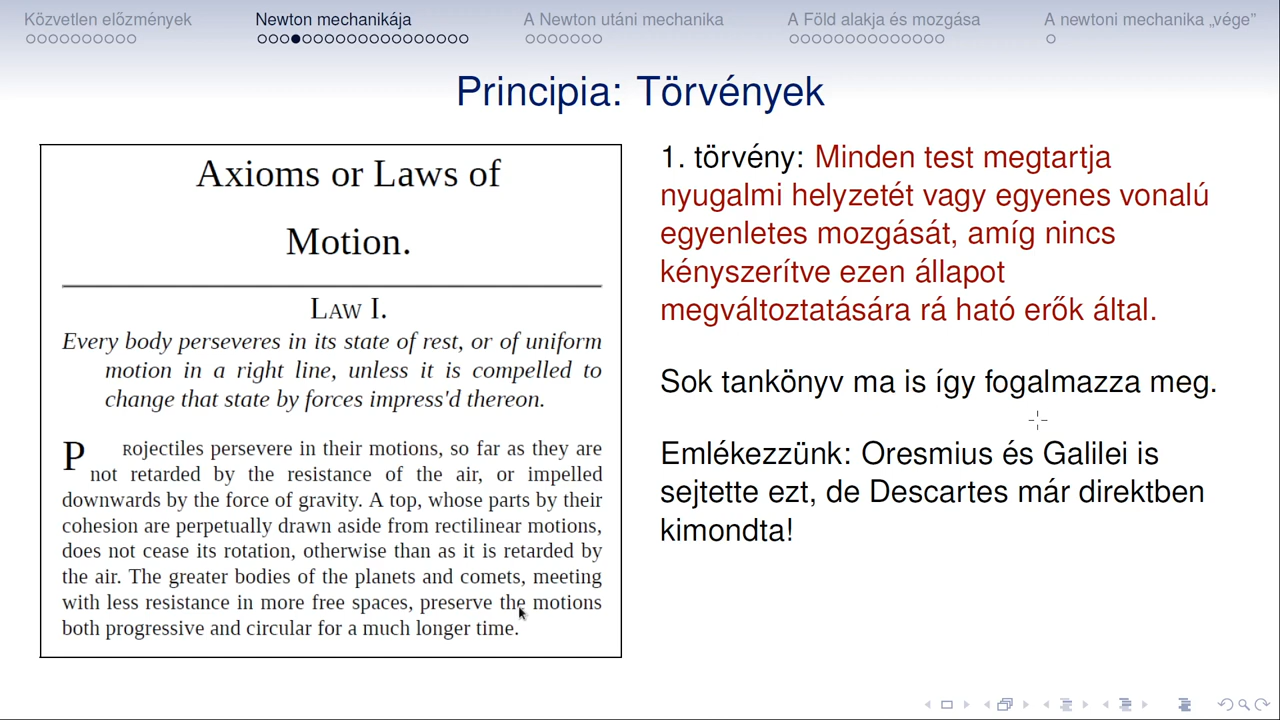 Közvetlen előzmények
Newton mechanikája
A Newton utáni mechanika
A Föld alakja és mozgása
A newtoni mechanika „vége”
Principia: Törvények
Axioms or Laws of
Motion.
LAW I.
Every body perseveres in its state of rest, or of uniform
motion in a right line, unless it is compelled to
change that state by forces impress'd thereon.
PROJECTILES persevere in their motions, so far as they are
not retarded by the resistance of the air, or impelled
downwards by the force of gravity. A top, whose parts by their
cohesion are perpetually drawn aside from rectilinear motions,
does not cease its rotation, otherwise than as it is retarded by
the air. The greater bodies of the planets and comets, meeting
with less resistance in more free spaces, preserve the motions
both progressive and circular for a much longer time.
1. törvény: Minden test megtartja
nyugalmi helyzetét vagy egyenes vonalú
egyenletes mozgását, amíg nincs
kényszerítve ezen állapot
megváltoztatására rá ható erők által.
Sok tankönyv ma is így fogalmazza meg.
Emlékezzünk: Oresmius és Galilei is
sejtette ezt, de Descartes már direktben
kimondta!